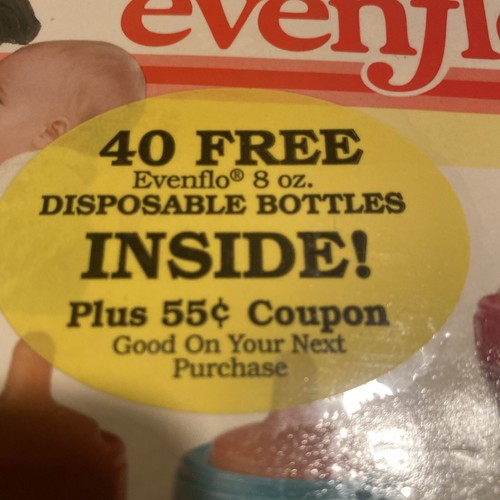 evenflo
40 FREE
Evenflo® 8 oz.
DISPOSABLE BOTTLES
INSIDE!
Plus 55¢ Coupon
Good On Your Next
Purchase